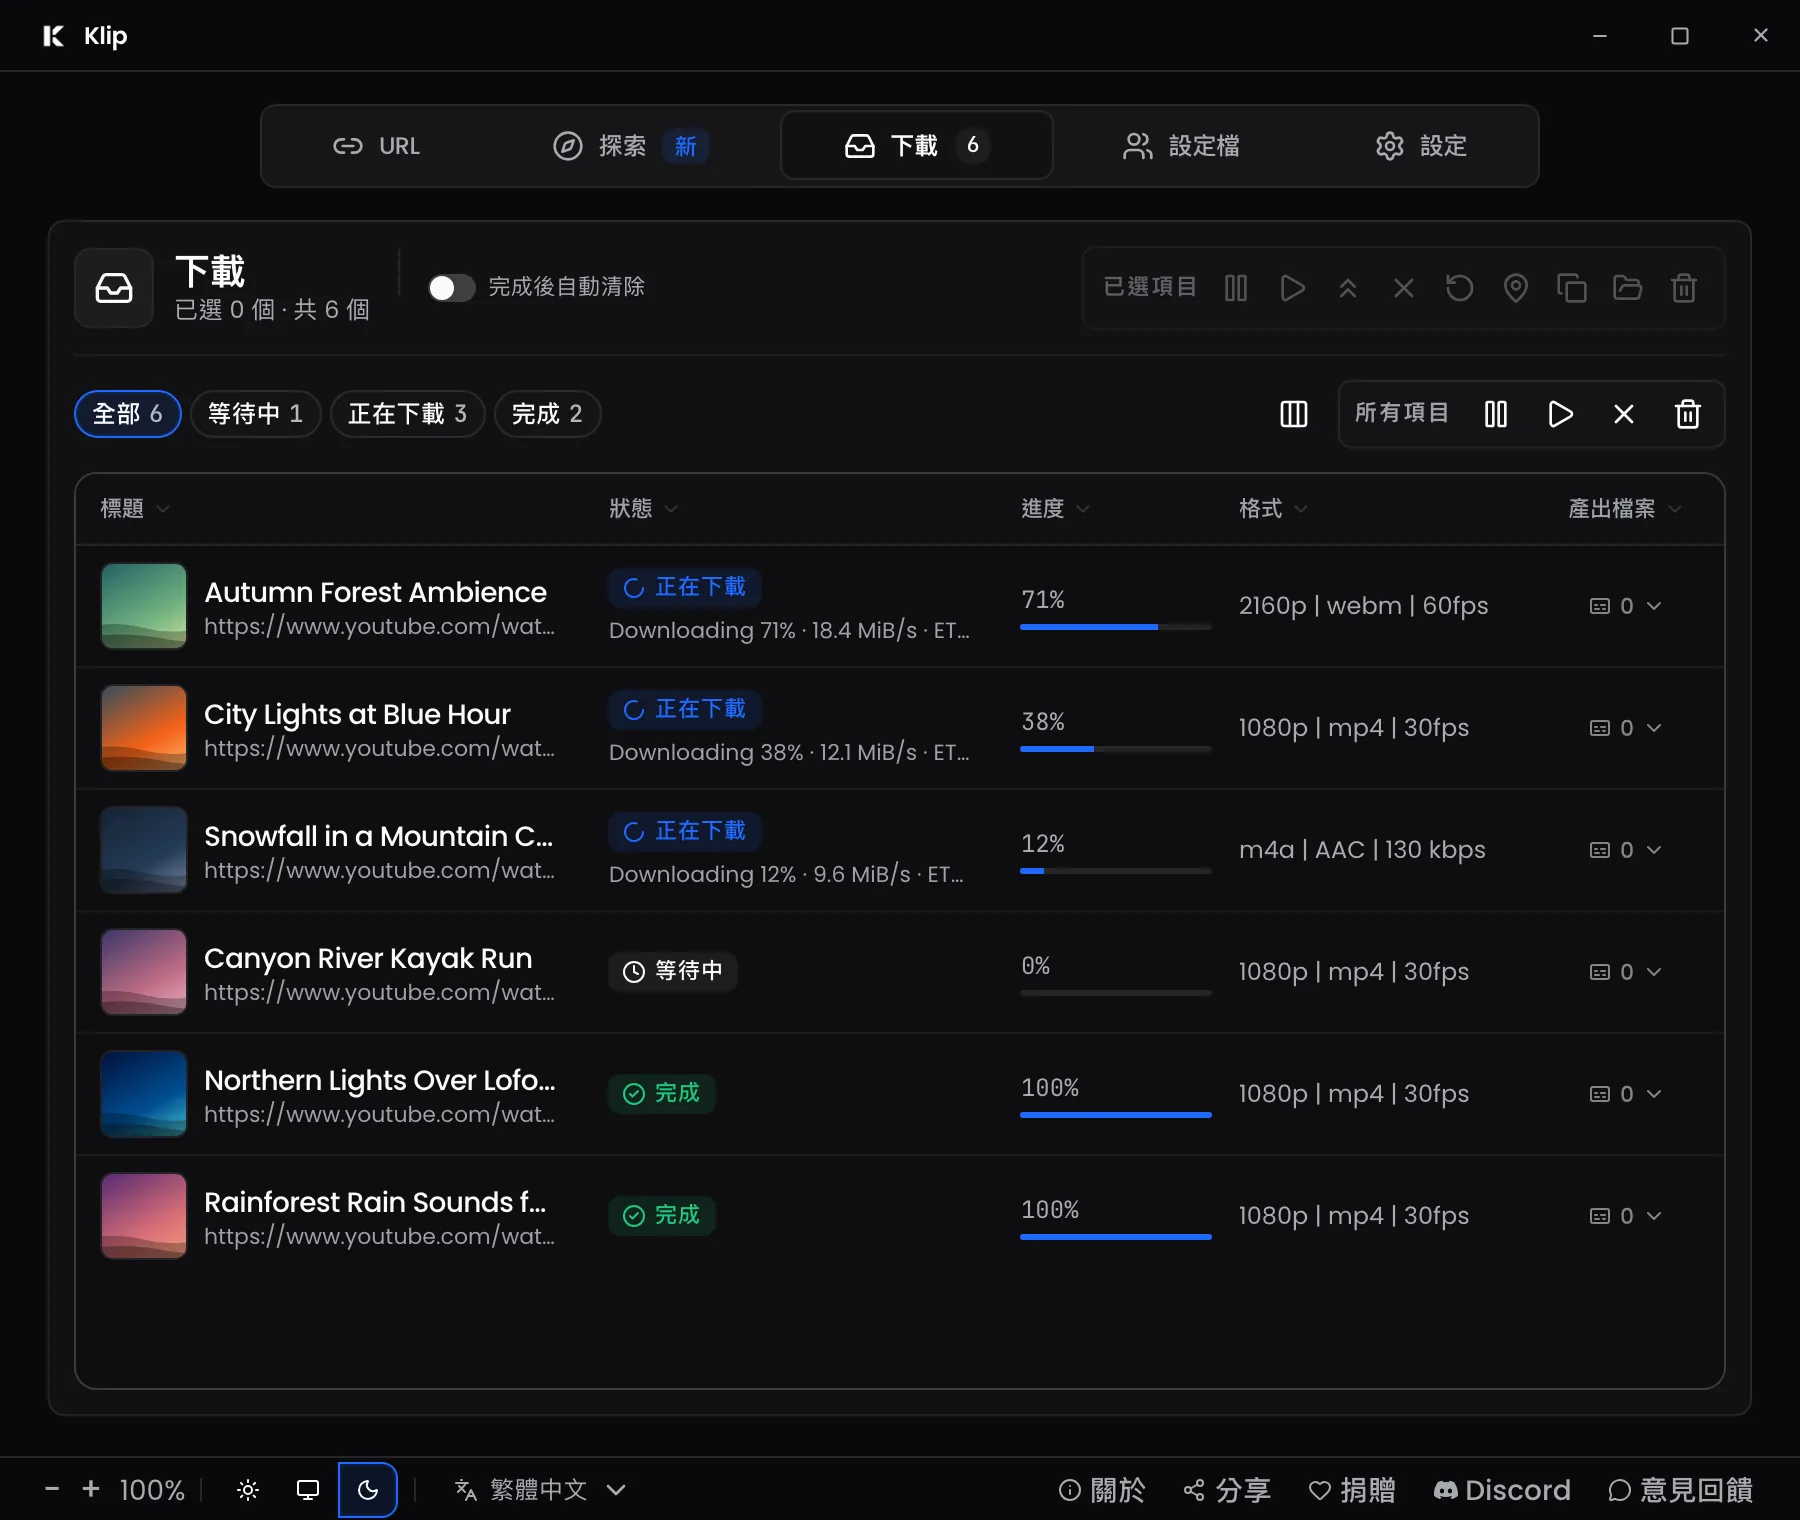 Klip
URL
探索 新
下載 6
設定檔
設定
下載
已選 0 個 · 共 6 個
完成後自動清除
已選項目
全部 6
等待中 1
正在下載 3
完成 2
所有項目
標題 狀態 進度 格式 產出檔案
Autumn Forest Ambience
https://www.youtube.com/wat...
正在下載
Downloading 71% · 18.4 MiB/s · ET...
71%
2160p | webm | 60fps
0
City Lights at Blue Hour
https://www.youtube.com/wat...
正在下載
Downloading 38% · 12.1 MiB/s · ET...
38%
1080p | mp4 | 30fps
0
Snowfall in a Mountain C...
https://www.youtube.com/wat...
正在下載
Downloading 12% · 9.6 MiB/s · ET...
12%
m4a | AAC | 130 kbps
0
Canyon River Kayak Run
https://www.youtube.com/wat...
等待中
0%
1080p | mp4 | 30fps
0
Northern Lights Over Lofo...
https://www.youtube.com/wat...
完成
100%
1080p | mp4 | 30fps
0
Rainforest Rain Sounds f...
https://www.youtube.com/wat...
完成
100%
1080p | mp4 | 30fps
0
− + 100%
繁體中文
關於
分享
捐贈
Discord
意見回饋